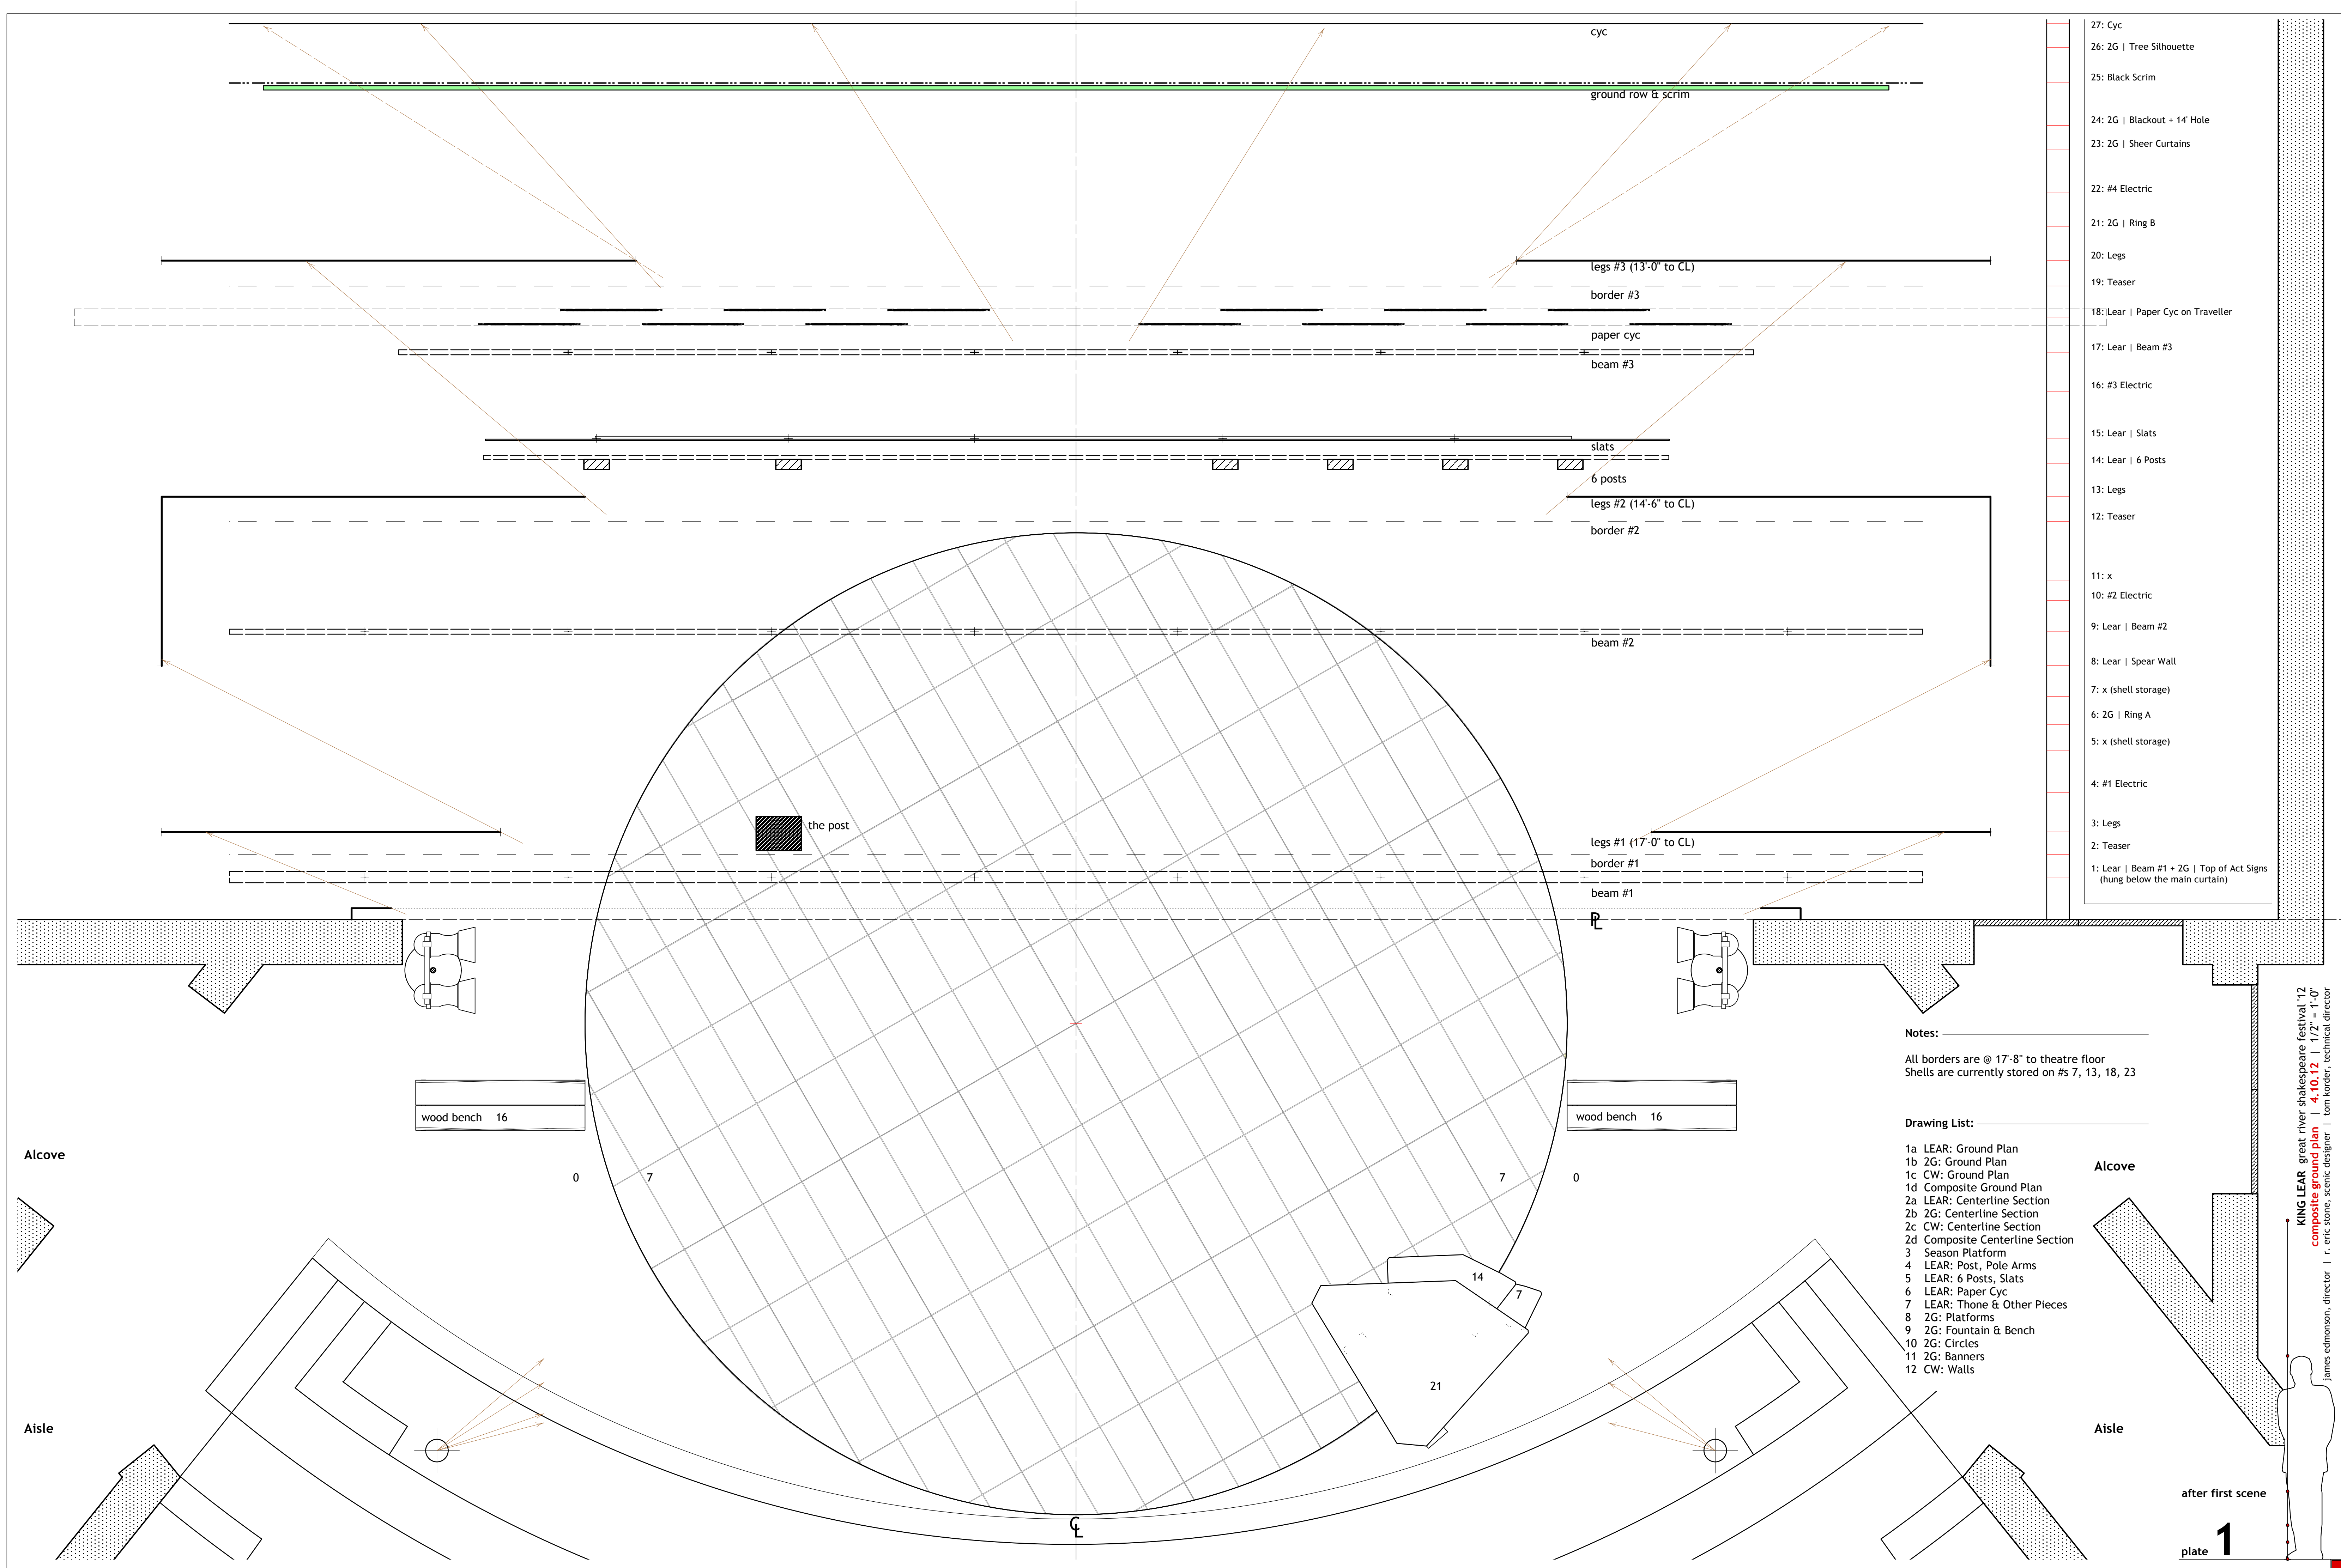 cyc
ground row & scrim
legs #3 (13'-0" to CL)
border #3
paper cyc
beam #3
slats
6 posts
legs #2 (14'-6" to CL)
border #2
beam #2
the post
legs #1 (17'-0" to CL)
border #1
beam #1
PL
wood bench 16
wood bench 16
0 7
7 0
14
7
21
CL
Alcove
Aisle
27: Cyc
26: 2G | Tree Silhouette
25: Black Scrim
24: 2G | Blackout + 14' Hole
23: 2G | Sheer Curtains
22: #4 Electric
21: 2G | Ring B
20: Legs
19: Teaser
18: Lear | Paper Cyc on Traveller
17: Lear | Beam #3
16: #3 Electric
15: Lear | Slats
14: Lear | 6 Posts
13: Legs
12: Teaser
11: x
10: #2 Electric
9: Lear | Beam #2
8: Lear | Spear Wall
7: x (shell storage)
6: 2G | Ring A
5: x (shell storage)
4: #1 Electric
3: Legs
2: Teaser
1: Lear | Beam #1 + 2G | Top of Act Signs
(hung below the main curtain)
Notes:
All borders are @ 17'-8" to theatre floor
Shells are currently stored on #s 7, 13, 18, 23
Drawing List:
1a LEAR: Ground Plan
1b 2G: Ground Plan
1c CW: Ground Plan
1d Composite Ground Plan
2a LEAR: Centerline Section
2b 2G: Centerline Section
2c CW: Centerline Section
2d Composite Centerline Section
3 Season Platform
4 LEAR: Post, Pole Arms
5 LEAR: 6 Posts, Slats
6 LEAR: Paper Cyc
7 LEAR: Thone & Other Pieces
8 2G: Platforms
9 2G: Fountain & Bench
10 2G: Circles
11 2G: Banners
12 CW: Walls
Alcove
Aisle
KING LEAR great river shakespeare festival '12
composite ground plan | 4.10.12 | 1/2" = 1'-0"
james edmonson, director | r. eric stone, scenic designer | tom korder, technical director
after first scene
plate 1